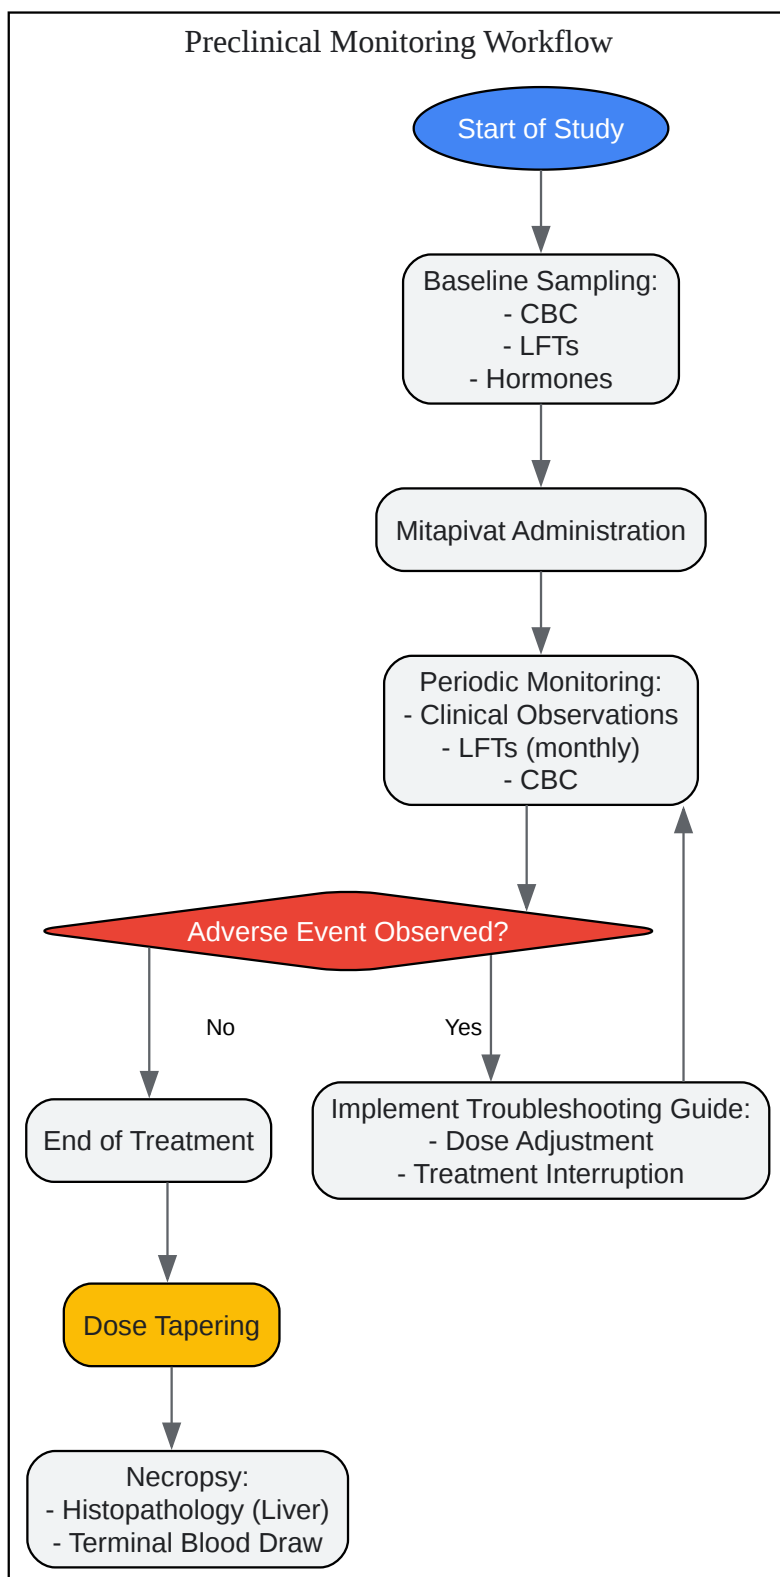 Preclinical Monitoring Workflow
Start of Study
Baseline Sampling:
- CBC
- LFTs
- Hormones
Mitapivat Administration
Periodic Monitoring:
- Clinical Observations
- LFTs (monthly)
- CBC
Adverse Event Observed?
No
Yes
End of Treatment
Implement Troubleshooting Guide:
- Dose Adjustment
- Treatment Interruption
Dose Tapering
Necropsy:
- Histopathology (Liver)
- Terminal Blood Draw